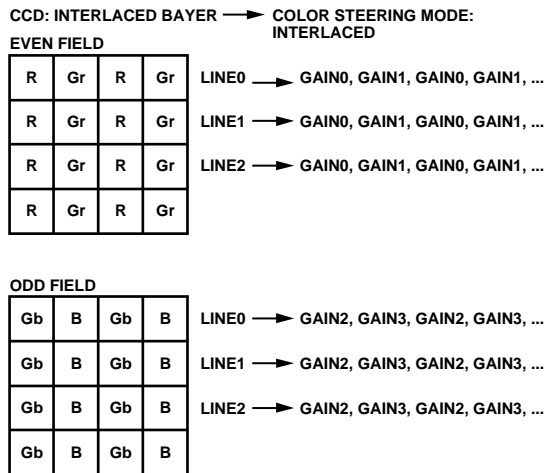 CCD: INTERLACED BAYER → COLOR STEERING MODE:
INTERLACED
EVEN FIELD
R Gr R Gr LINE0 → GAIN0, GAIN1, GAIN0, GAIN1, ...
R Gr R Gr LINE1 → GAIN0, GAIN1, GAIN0, GAIN1, ...
R Gr R Gr LINE2 → GAIN0, GAIN1, GAIN0, GAIN1, ...
R Gr R Gr
ODD FIELD
Gb B Gb B LINE0 → GAIN2, GAIN3, GAIN2, GAIN3, ...
Gb B Gb B LINE1 → GAIN2, GAIN3, GAIN2, GAIN3, ...
Gb B Gb B LINE2 → GAIN2, GAIN3, GAIN2, GAIN3, ...
Gb B Gb B